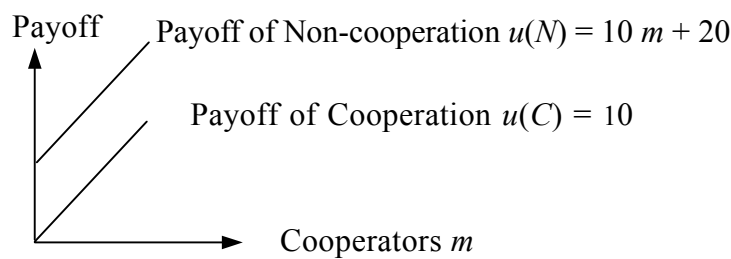 Payoff
Payoff of Non-cooperation u(N) = 10 m + 20
Payoff of Cooperation u(C) = 10
Cooperators m